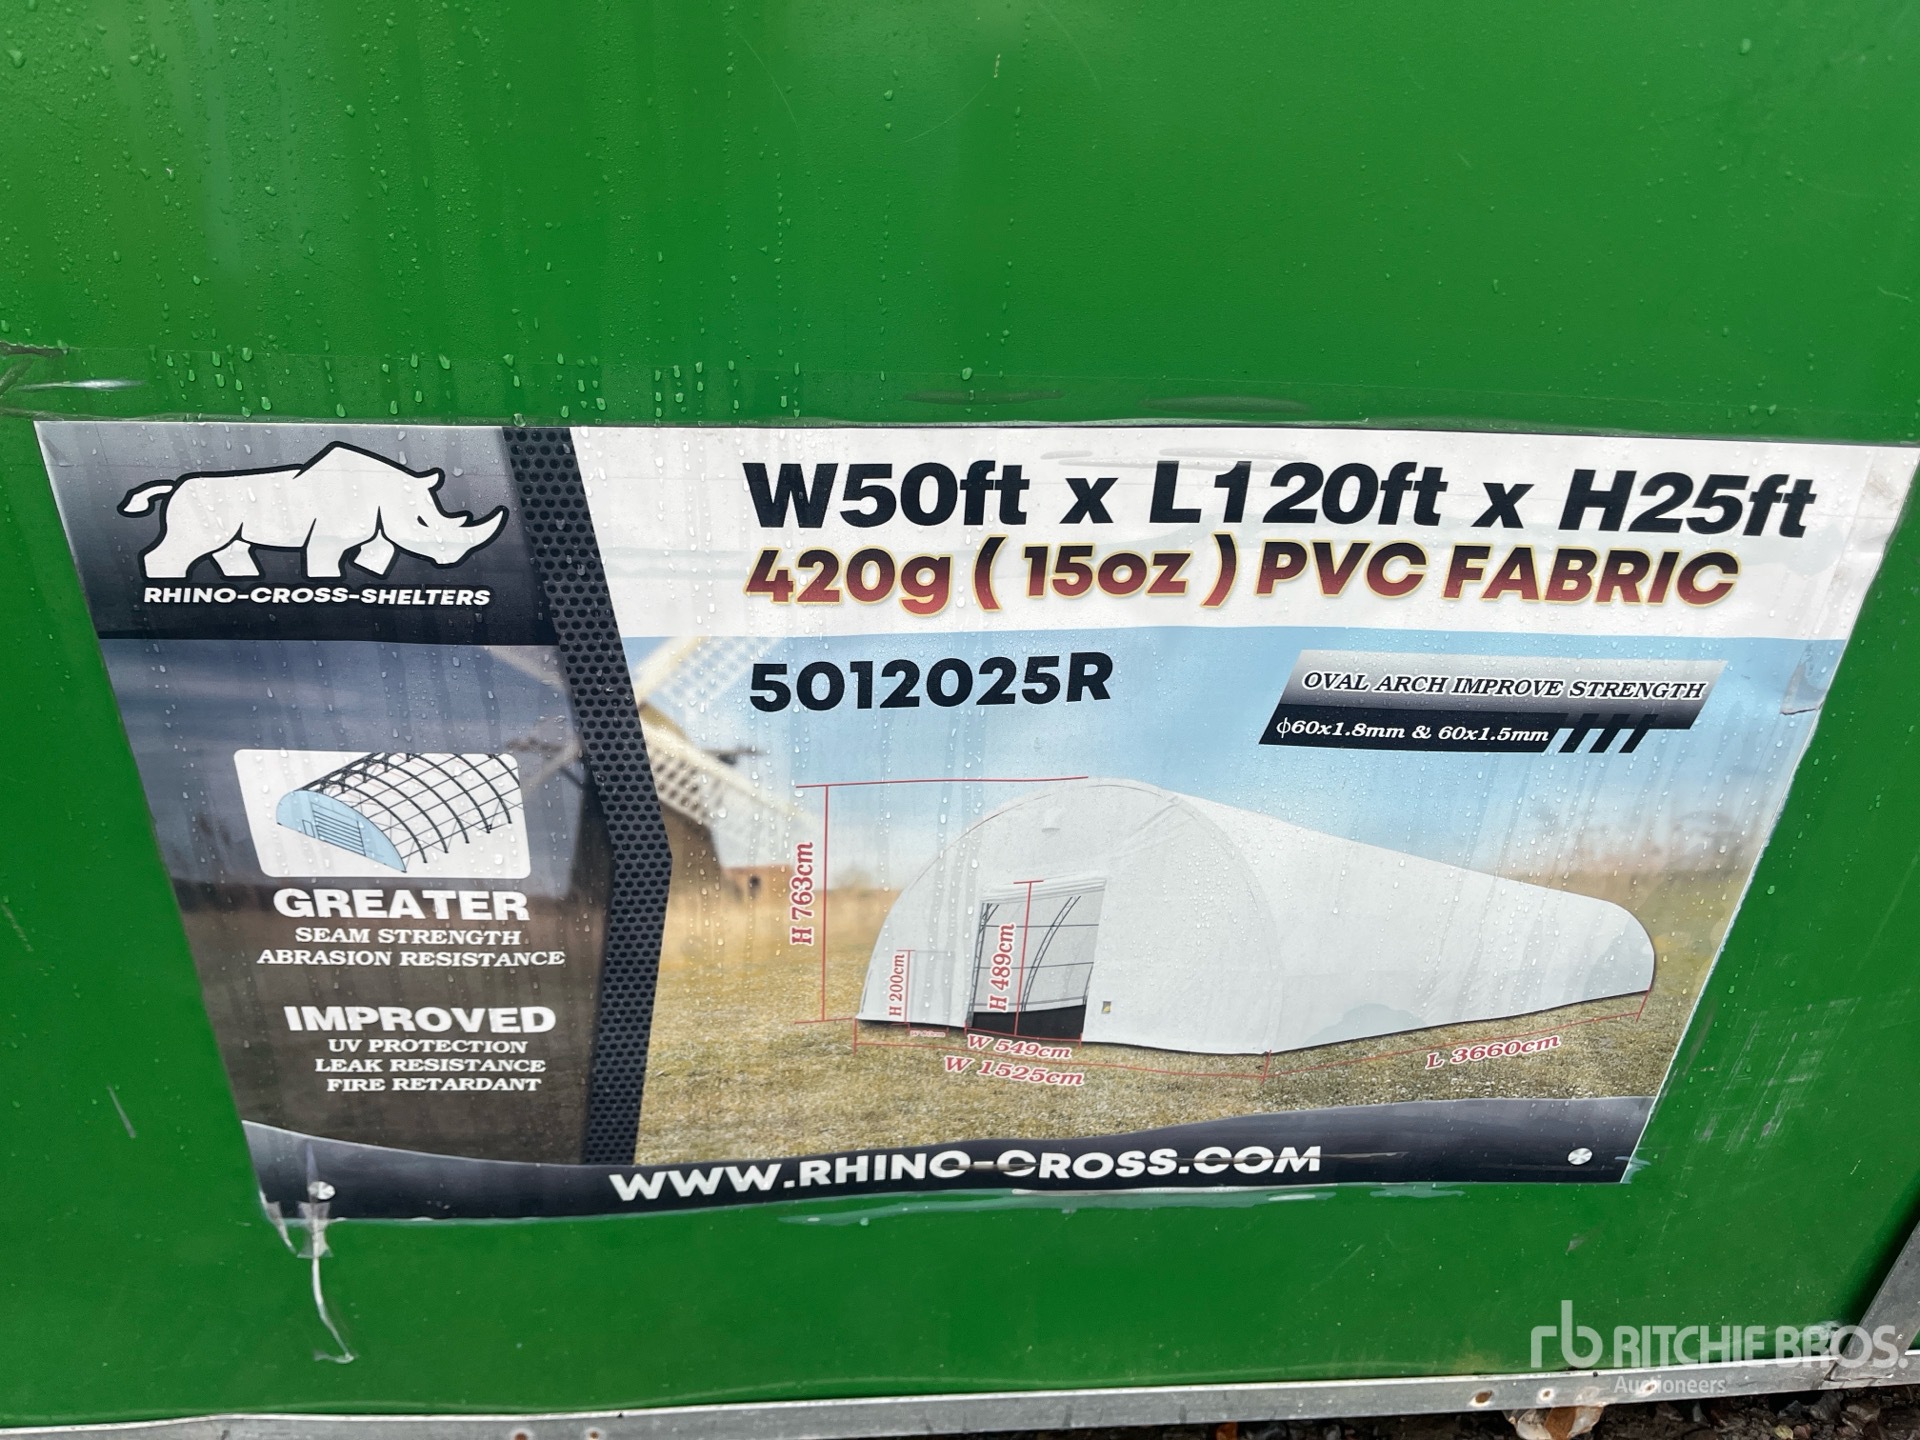 RHINO-CROSS-SHELTERS
W50ft x L120ft x H25ft
420g ( 15oz ) PVC FABRIC
5012025R
OVAL ARCH IMPROVE STRENGTH
ϕ60x1.8mm & 60x1.5mm
GREATER
SEAM STRENGTH
ABRASION RESISTANCE
IMPROVED
UV PROTECTION
LEAK RESISTANCE
FIRE RETARDANT
H 763cm
H 200cm
H 489cm
W 549cm
W 1525cm
L 3660cm
WWW.RHINO-CROSS.COM
rb RITCHIE BROS.
Auctioneers